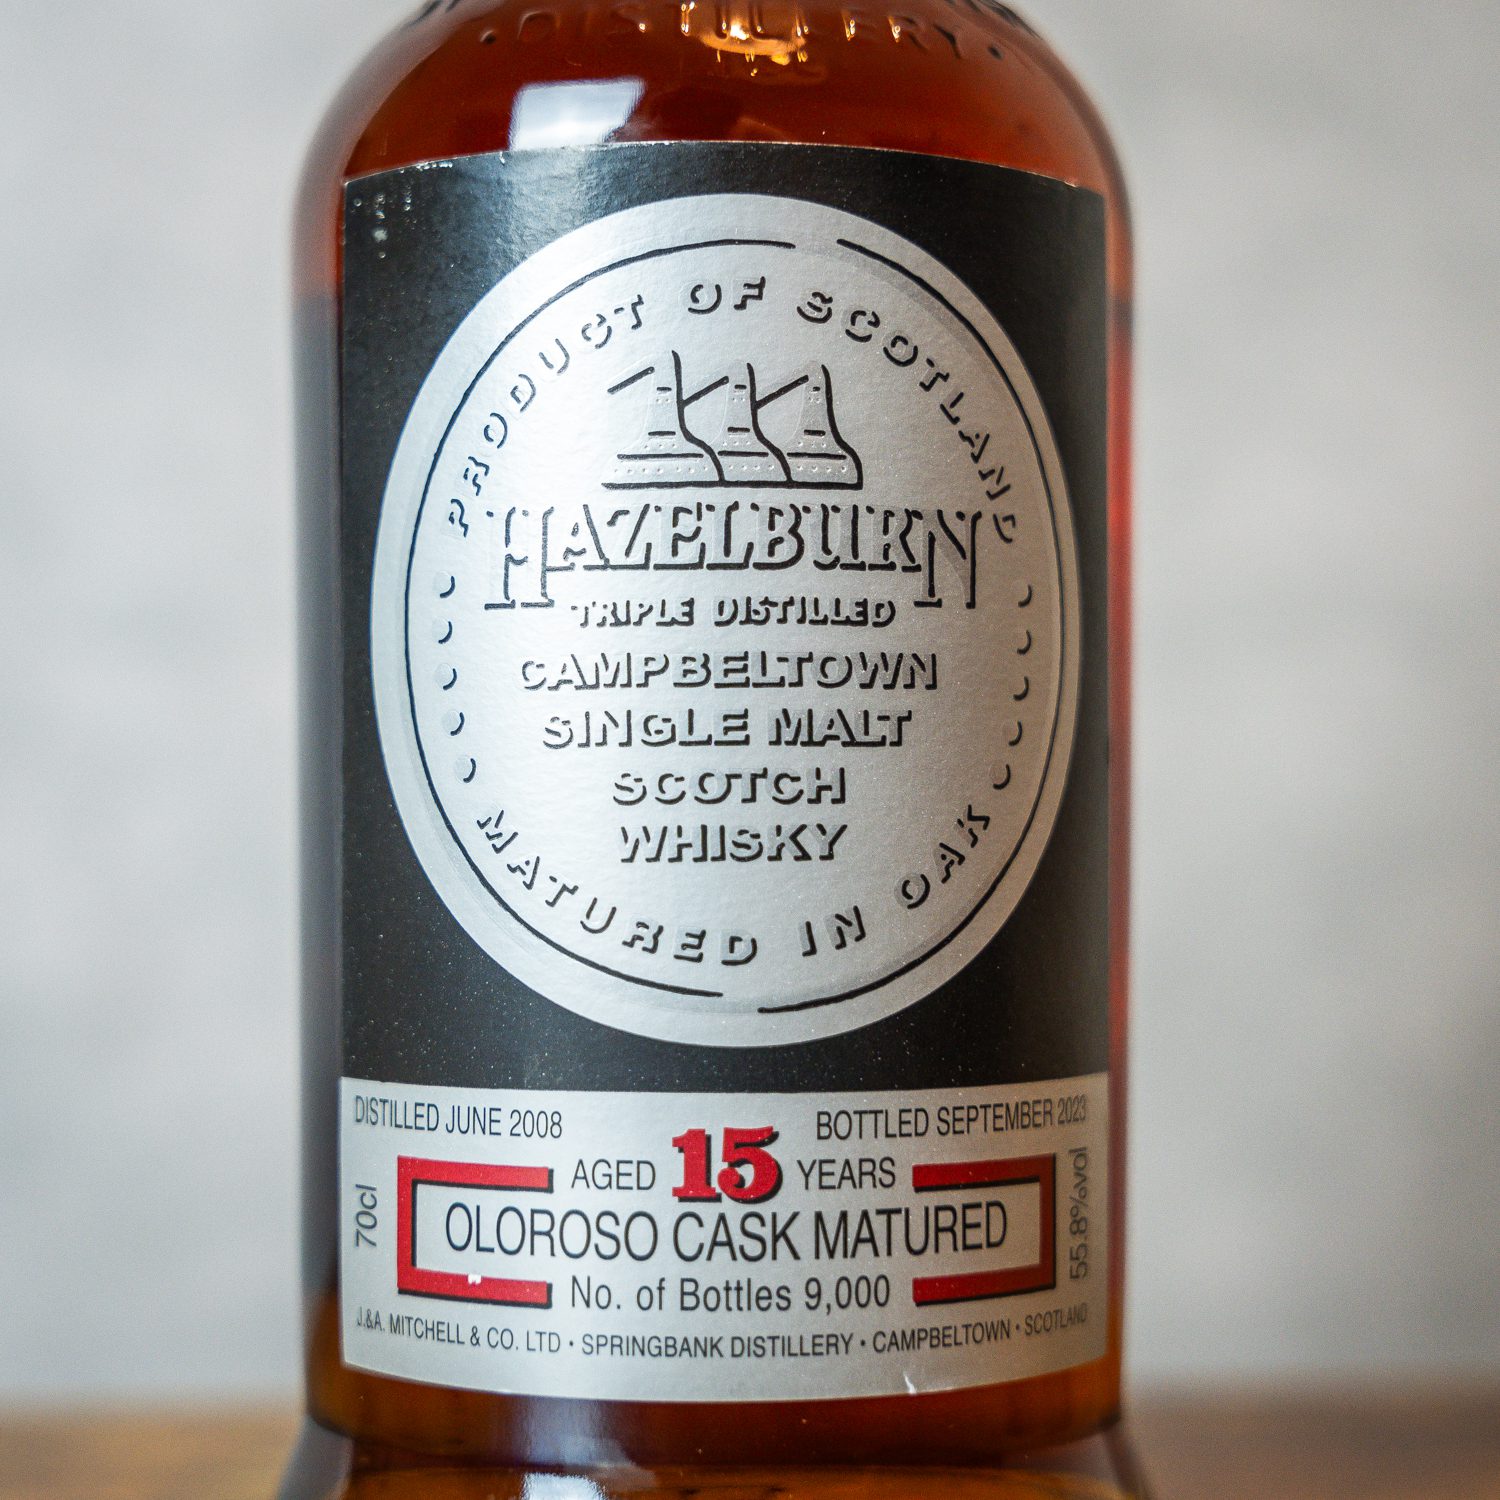 DISTILLERY
PRODUCT OF SCOTLAND
HAZELBURN
TRIPLE DISTILLED
CAMPBELTOWN
SINGLE MALT
SCOTCH
WHISKY
MATURED IN OAK
DISTILLED JUNE 2008
BOTTLED SEPTEMBER 2023
AGED 15 YEARS
70cl
OLOROSO CASK MATURED
55.8%vol
No. of Bottles 9,000
J.&A. MITCHELL & CO. LTD · SPRINGBANK DISTILLERY · CAMPBELTOWN · SCOTLAND